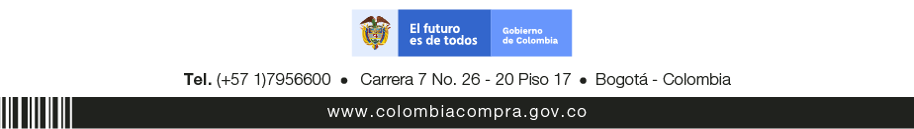 El futuro
es de todos
Gobierno
de Colombia
Tel. (+57 1)7956600 • Carrera 7 No. 26 - 20 Piso 17 • Bogotá - Colombia
www.colombiacompra.gov.co